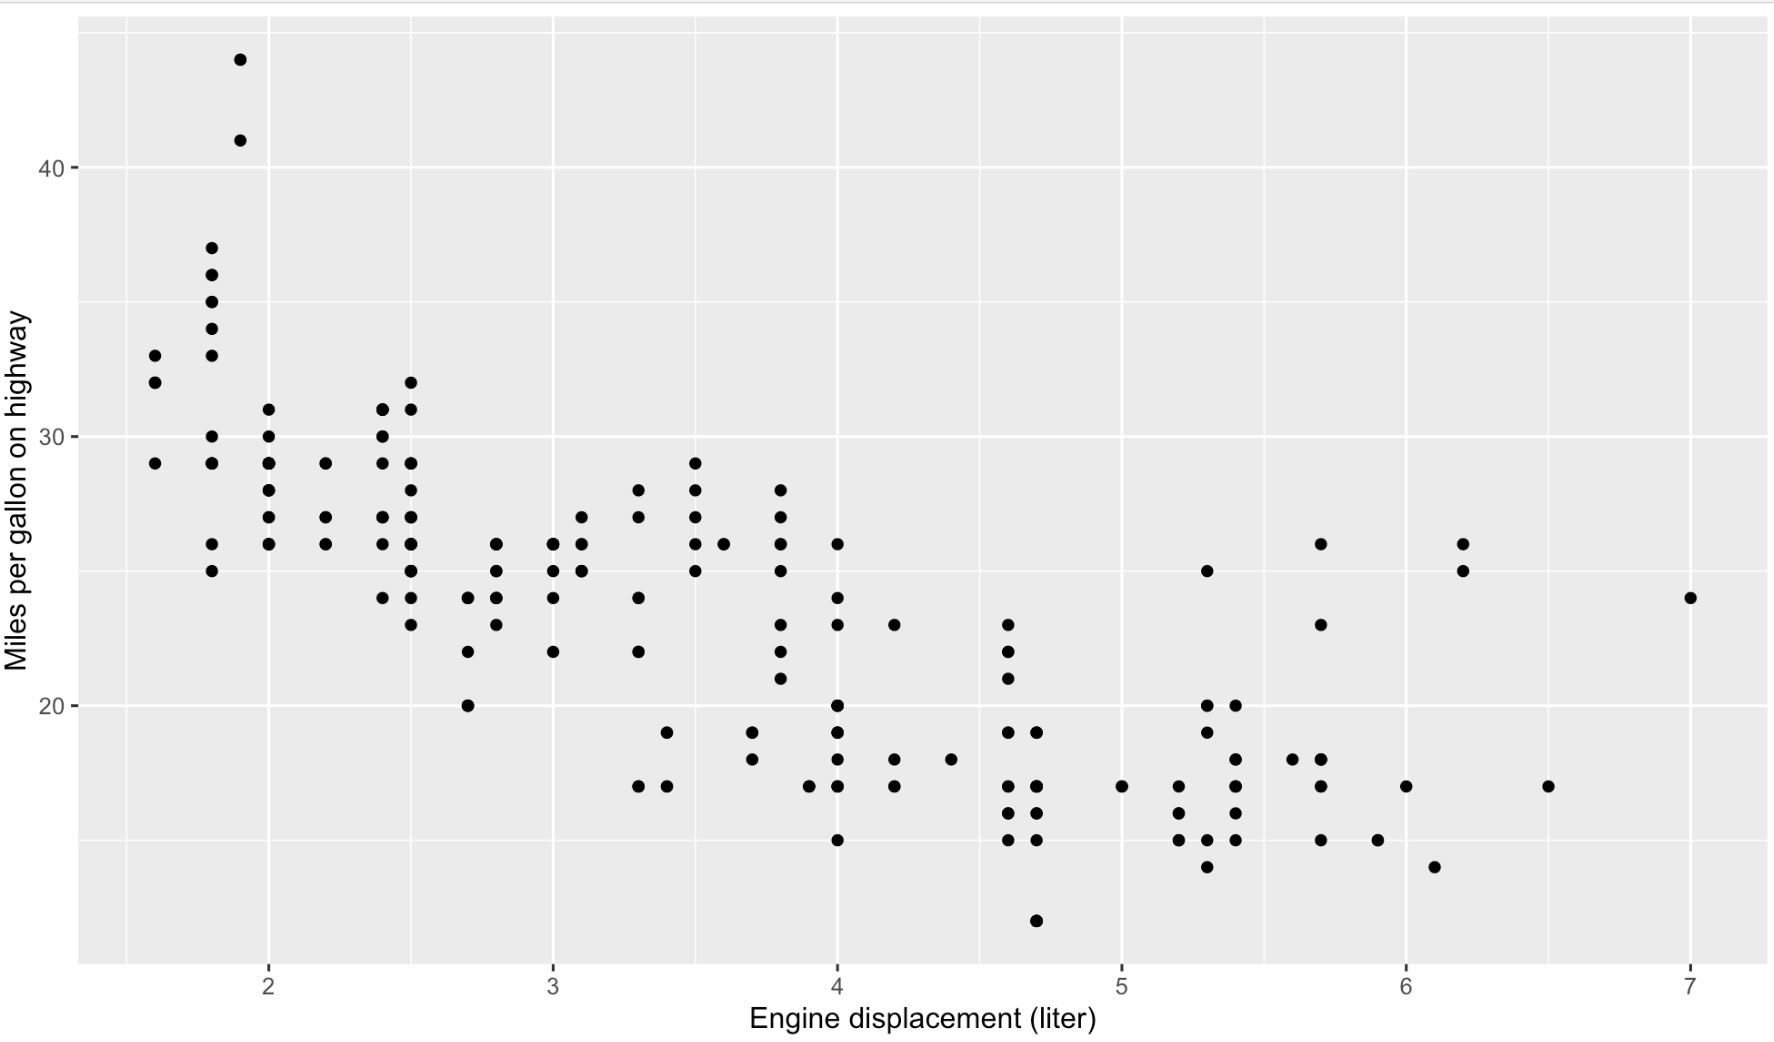 Miles per gallon on highway
40
30
20
2 3 4 5 6 7
Engine displacement (liter)